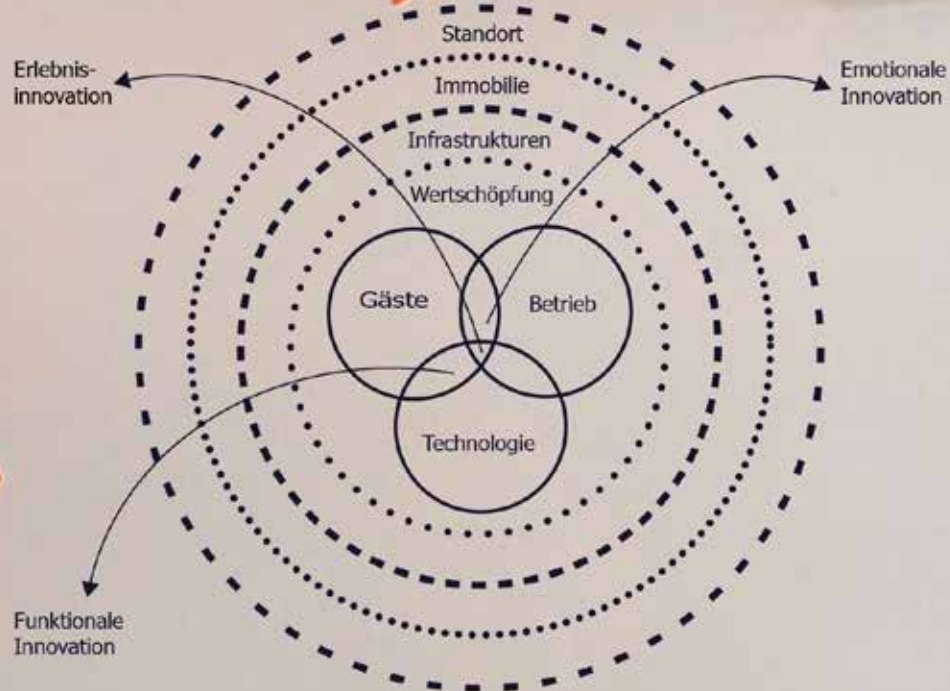 Standort
Erlebnis-
innovation
Emotionale
Innovation
Immobilie
Infrastrukturen
Wertschöpfung
Gäste
Betrieb
Technologie
Funktionale
Innovation